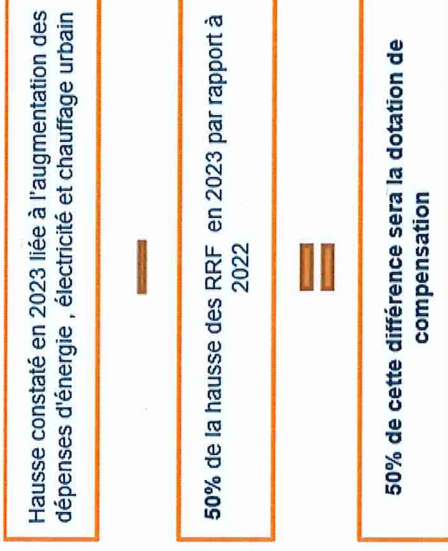 Hausse constaté en 2023 liée à l'augmentation des
dépenses d'énergie , électricité et chauffage urbain
50% de la hausse des RRF en 2023 par rapport à
2022
50% de cette différence sera la dotation de
compensation